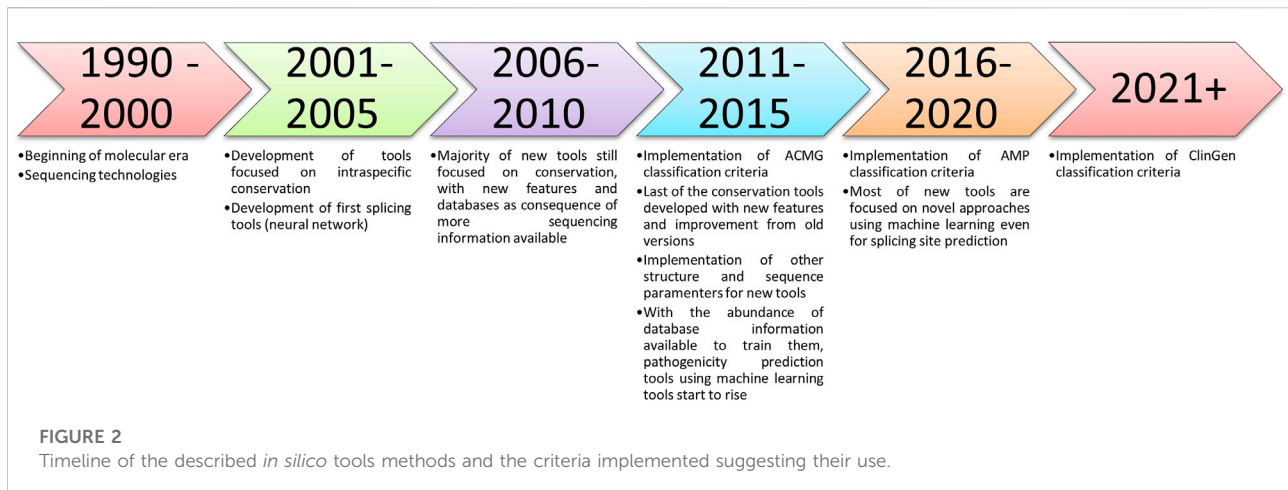 1990 -
2000
2001-
2005
2006-
2010
2011-
2015
2016-
2020
2021+
•Beginning of molecular era
•Sequencing technologies
•Development of tools
focused on intraspecific
conservation
•Development of first splicing
tools (neural network)
•Majority of new tools still
focused on conservation,
with new features and
databases as consequence of
more sequencing
information available
•Implementation of ACMG
classification criteria
•Last of the conservation tools
developed with new features
and improvement from old
versions
•Implementation of other
structure and sequence
paramenters for new tools
•With the abundance of
database information
available to train them,
pathogenicity prediction
tools using machine learning
tools start to rise
•Implementation of AMP
classification criteria
•Most of new tools are
focused on novel approaches
using machine learning even
for splicing site prediction
•Implementation of ClinGen
classification criteria
FIGURE 2
Timeline of the described in silico tools methods and the criteria implemented suggesting their use.